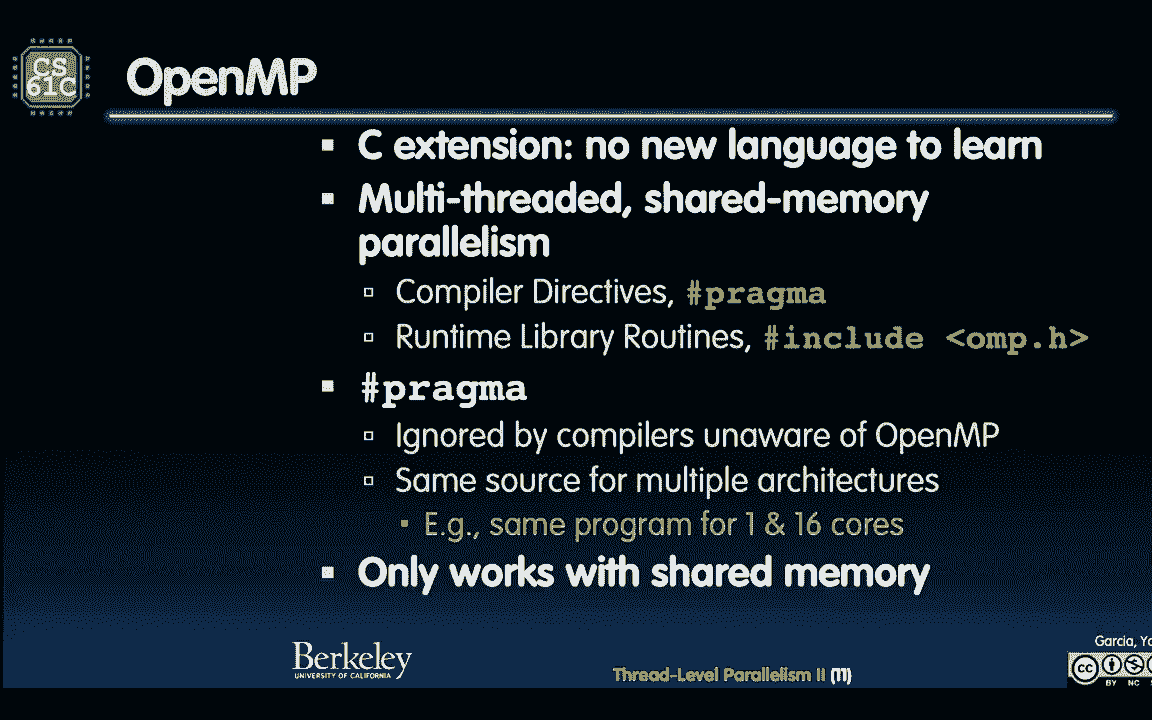 CS
61C
OpenMP
C extension: no new language to learn
Multi-threaded, shared-memory
parallelism
Compiler Directives, #pragma
Runtime Library Routines, #include <omp.h>
#pragma
Ignored by compilers unaware of OpenMP
Same source for multiple architectures
E.g., same program for 1 & 16 cores
Only works with shared memory
Berkeley
UNIVERSITY OF CALIFORNIA
Thread-Level Parallelism II (11)
Garcia,
cc
BY NC